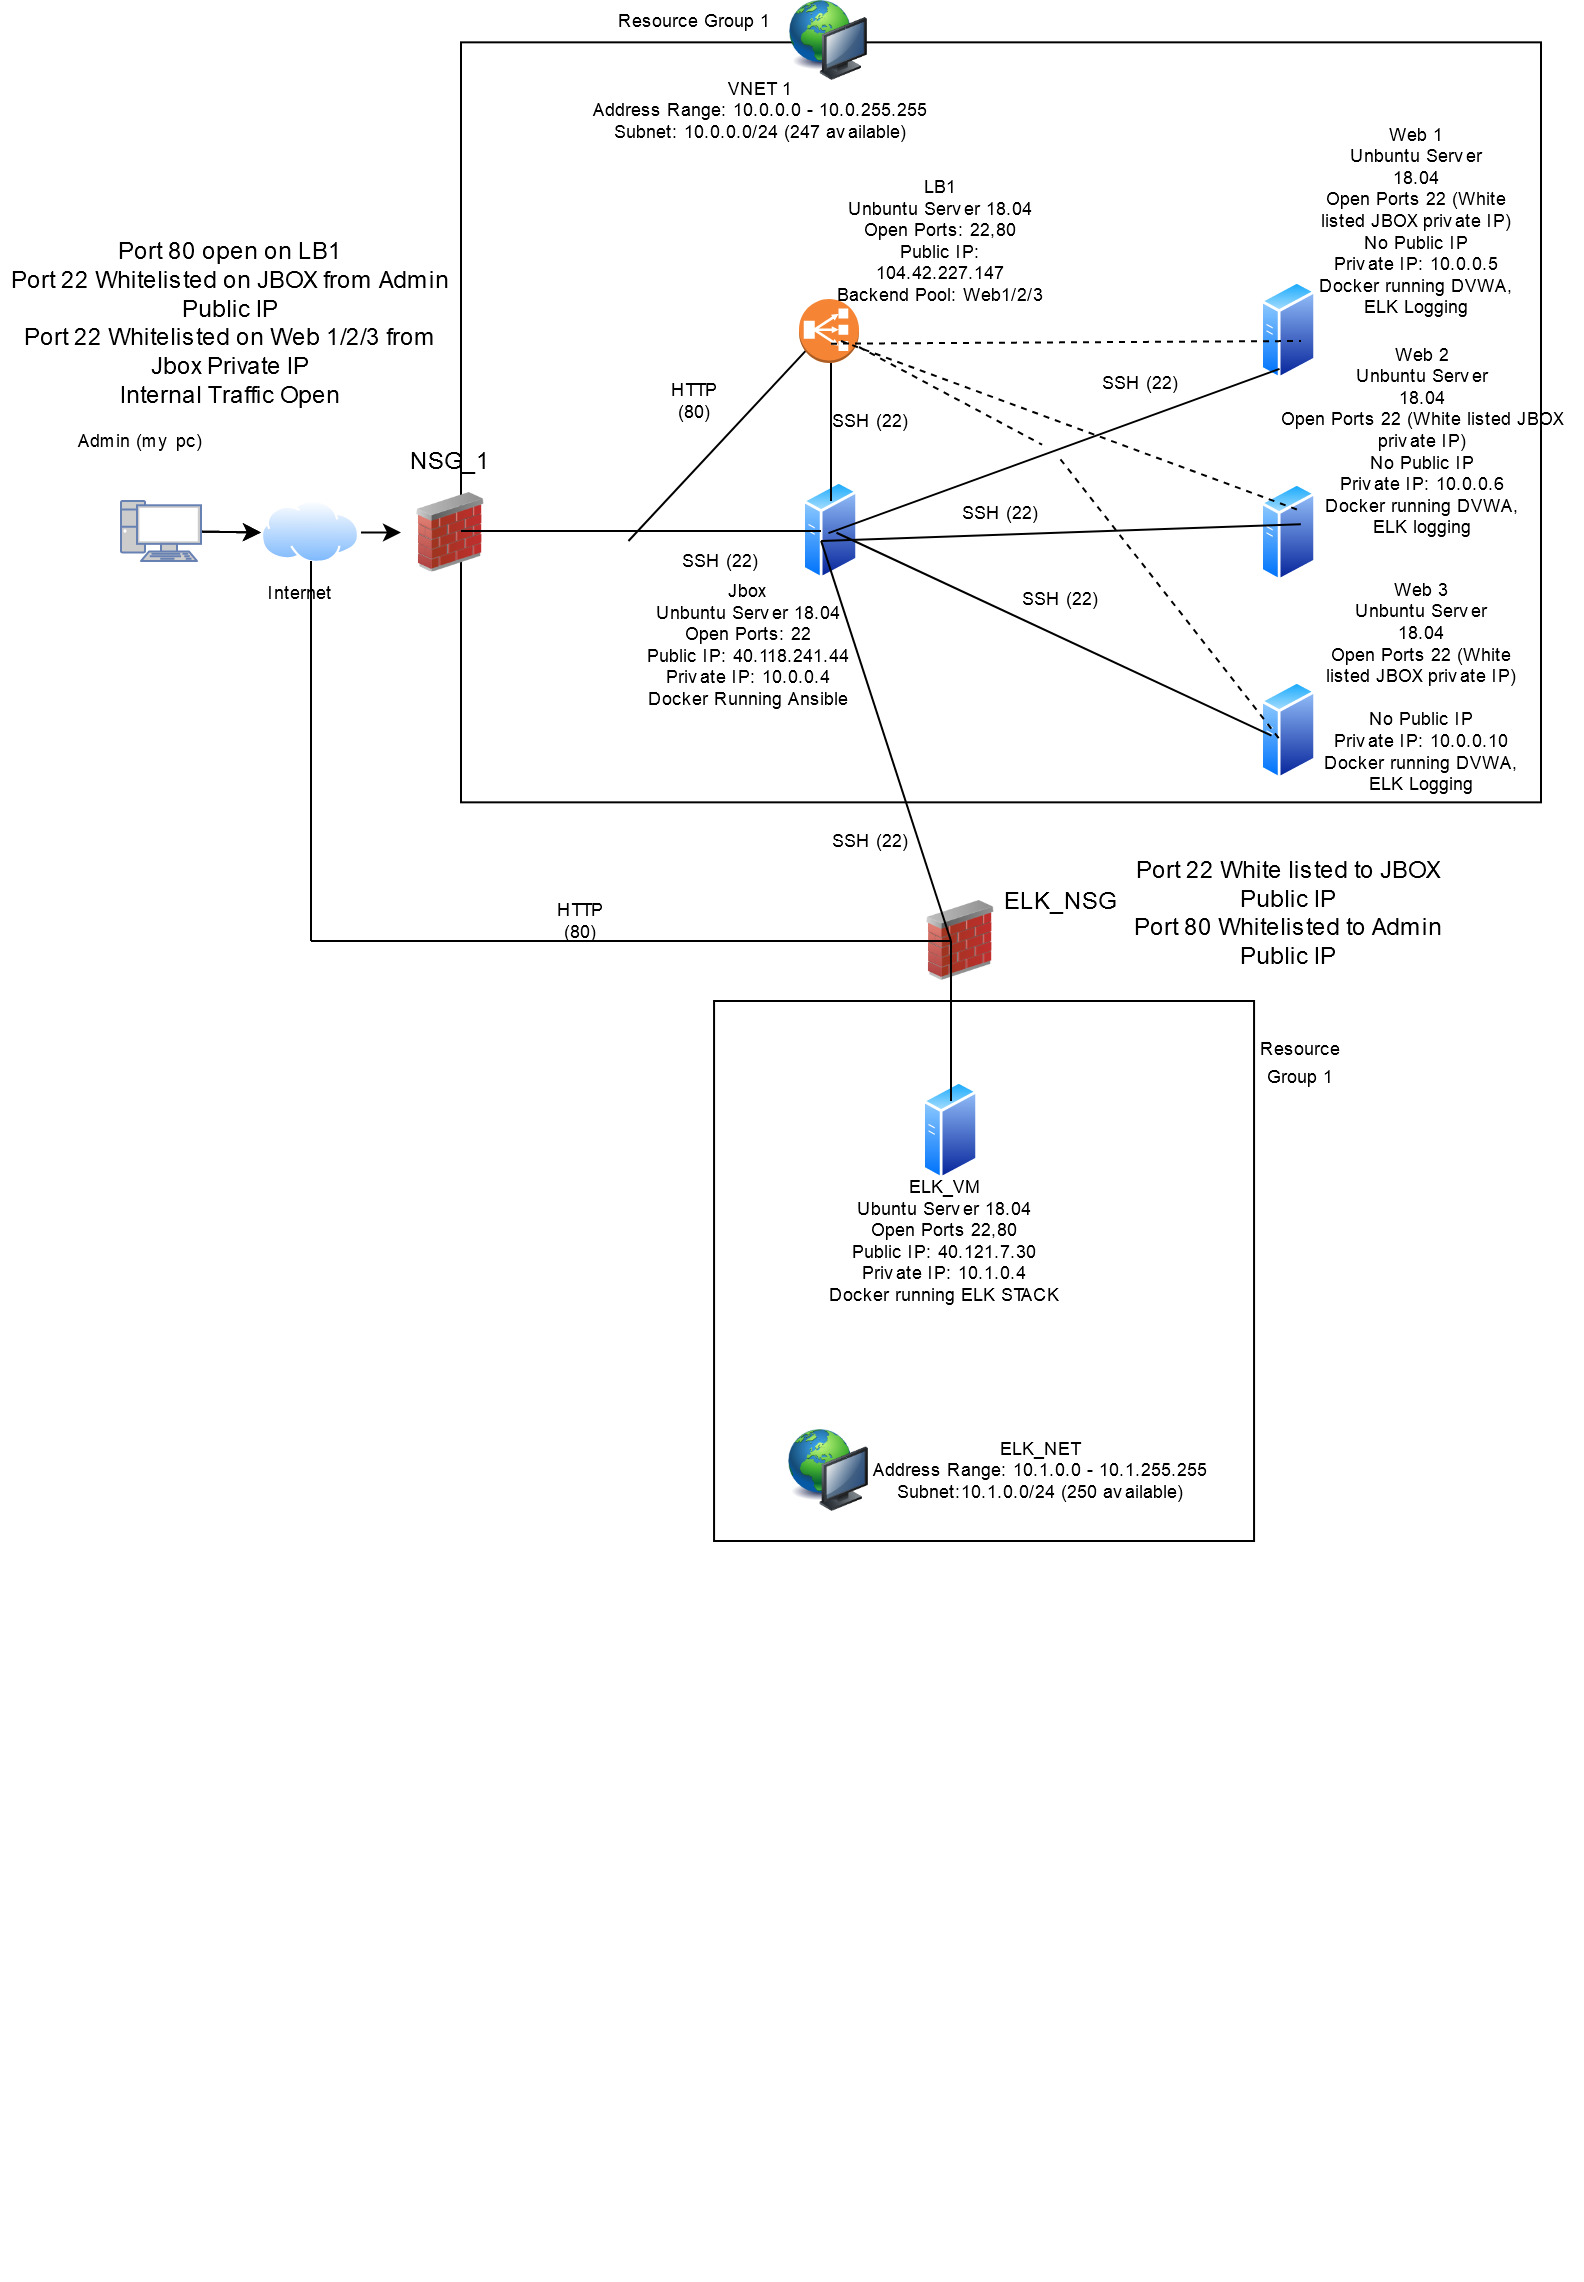 Resource Group 1
VNET 1
Address Range: 10.0.0.0 - 10.0.255.255
Subnet: 10.0.0.0/24 (247 available)
Web 1
Unbuntu Server
18.04
Open Ports 22 (White
listed JBOX private IP)
No Public IP
Private IP: 10.0.0.5
Docker running DVWA,
ELK Logging
LB1
Unbuntu Server 18.04
Open Ports: 22,80
Public IP:
104.42.227.147
Backend Pool: Web1/2/3
Port 80 open on LB1
Port 22 Whitelisted on JBOX from Admin
Public IP
Port 22 Whitelisted on Web 1/2/3 from
Jbox Private IP
Internal Traffic Open
Web 2
Unbuntu Server
18.04
Open Ports 22 (White listed JBOX
private IP)
No Public IP
Private IP: 10.0.0.6
Docker running DVWA,
ELK logging
HTTP
(80)
SSH (22)
SSH (22)
Admin (my pc)
NSG_1
SSH (22)
SSH (22)
Internet
Jbox
Unbuntu Server 18.04
Open Ports: 22
Public IP: 40.118.241.44
Private IP: 10.0.0.4
Docker Running Ansible
SSH (22)
Web 3
Unbuntu Server
18.04
Open Ports 22 (White
listed JBOX private IP)
No Public IP
Private IP: 10.0.0.10
Docker running DVWA,
ELK Logging
SSH (22)
HTTP
(80)
ELK_NSG
Port 22 White listed to JBOX
Public IP
Port 80 Whitelisted to Admin
Public IP
Resource
Group 1
ELK_VM
Ubuntu Server 18.04
Open Ports 22,80
Public IP: 40.121.7.30
Private IP: 10.1.0.4
Docker running ELK STACK
ELK_NET
Address Range: 10.1.0.0 - 10.1.255.255
Subnet:10.1.0.0/24 (250 available)